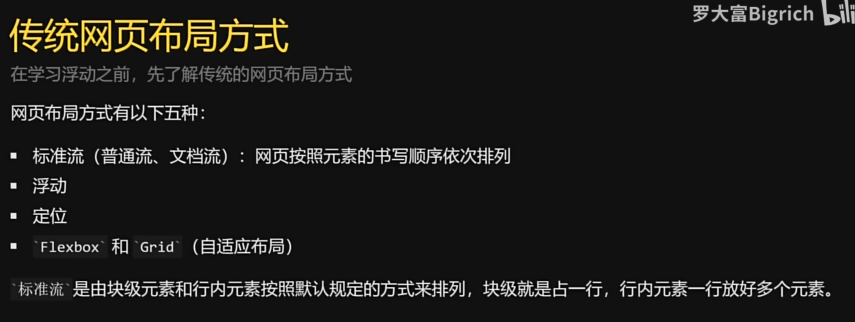 罗大富Bigrich bili
传统网页布局方式
在学习浮动之前，先了解传统的网页布局方式
网页布局方式有以下五种：
▪ 标准流（普通流、文档流）：网页按照元素的书写顺序依次排列
▪ 浮动
▪ 定位
▪ `Flexbox` 和 `Grid`（自适应布局）
`标准流`是由块级元素和行内元素按照默认规定的方式来排列，块级就是占一行，行内元素一行放好多个元素。